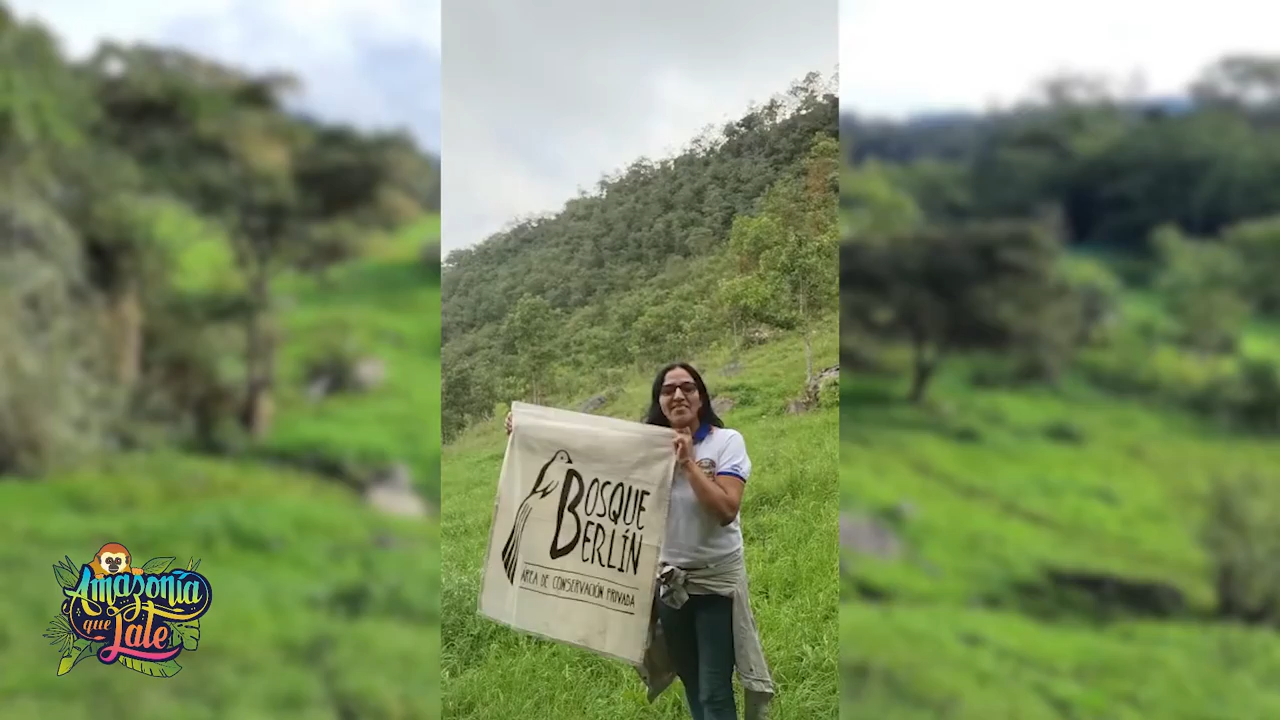 BOSQUE
BERLÍN
ÁREA DE CONSERVACIÓN PRIVADA
Amazonía
que Late